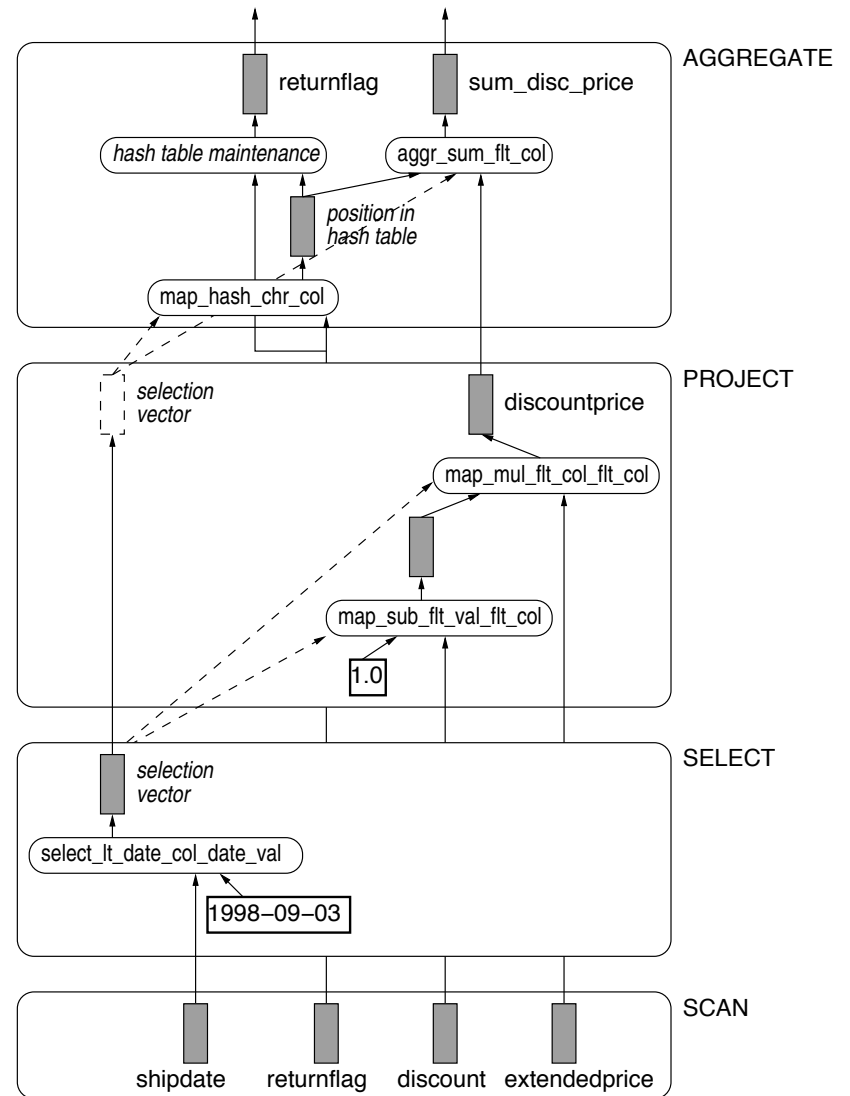 AGGREGATE
returnflag
sum_disc_price
hash table maintenance
aggr_sum_flt_col
position in
hash table
map_hash_chr_col
PROJECT
selection
vector
discountprice
map_mul_flt_col_flt_col
map_sub_flt_val_flt_col
1.0
SELECT
selection
vector
select_lt_date_col_date_val
1998−09−03
SCAN
shipdate
returnflag
discount
extendedprice